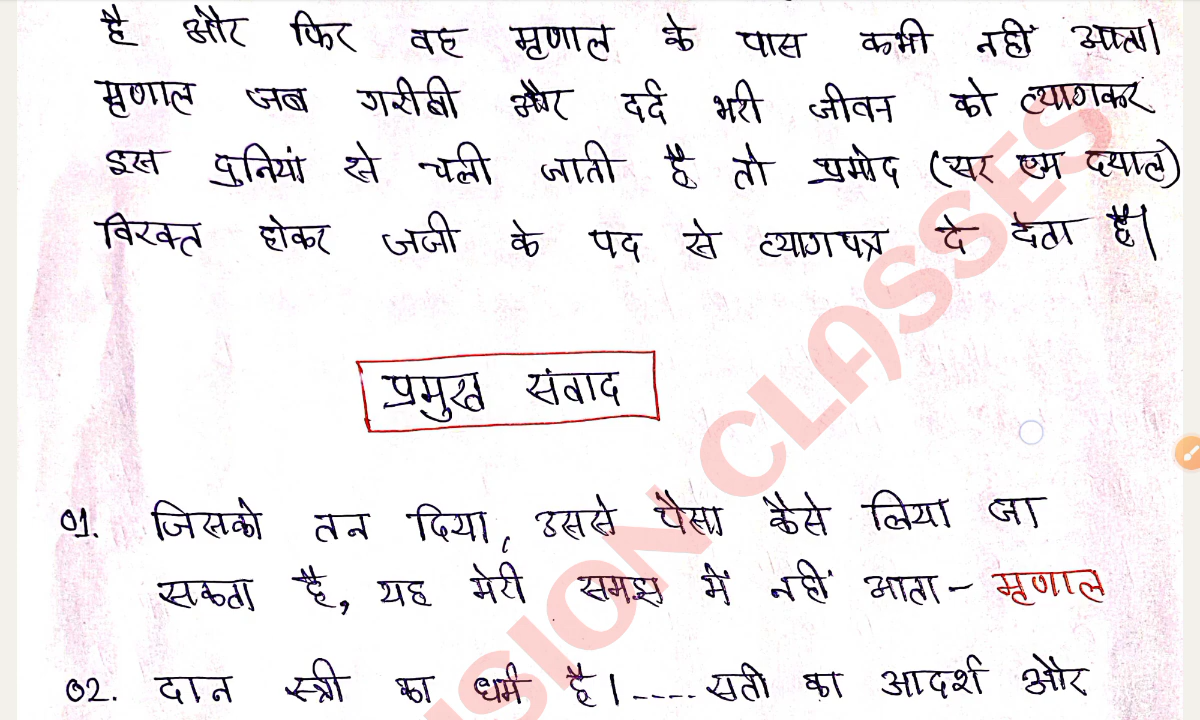 है और फिर वह मृणाल के पास कभी नहीं आता।
मृणाल जब गरीबी और दर्द भरी जीवन को त्यागकर
इस दुनियां से चली जाती है तो प्रमोद (सर एम दयाल)
विरक्त होकर जजी के पद से त्यागपत्र दे देता है।
प्रमुख संवाद
01. जिसको तन दिया, उससे पैसा कैसे लिया जा
सकता है, यह मेरी समझ में नहीं आता - मृणाल
02. दान स्त्री का धर्म है।....सती का आदर्श और
SION CLASSES